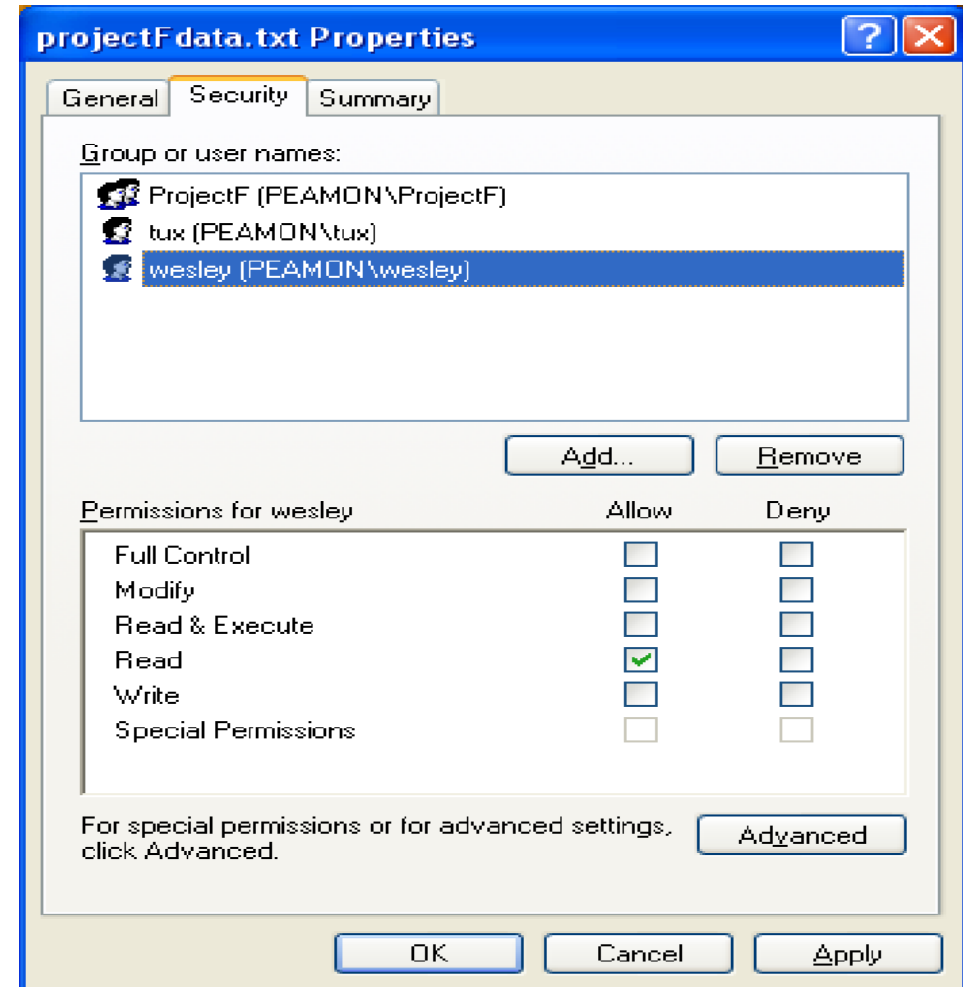 projectFdata.txt Properties
General Security Summary
Group or user names:
ProjectF (PEAMON\ProjectF)
tux (PEAMON\tux)
wesley (PEAMON\wesley)
Add... Remove
Permissions for wesley Allow Deny
Full Control
Modify
Read & Execute
Read
Write
Special Permissions
For special permissions or for advanced settings, Advanced
click Advanced.
OK Cancel Apply